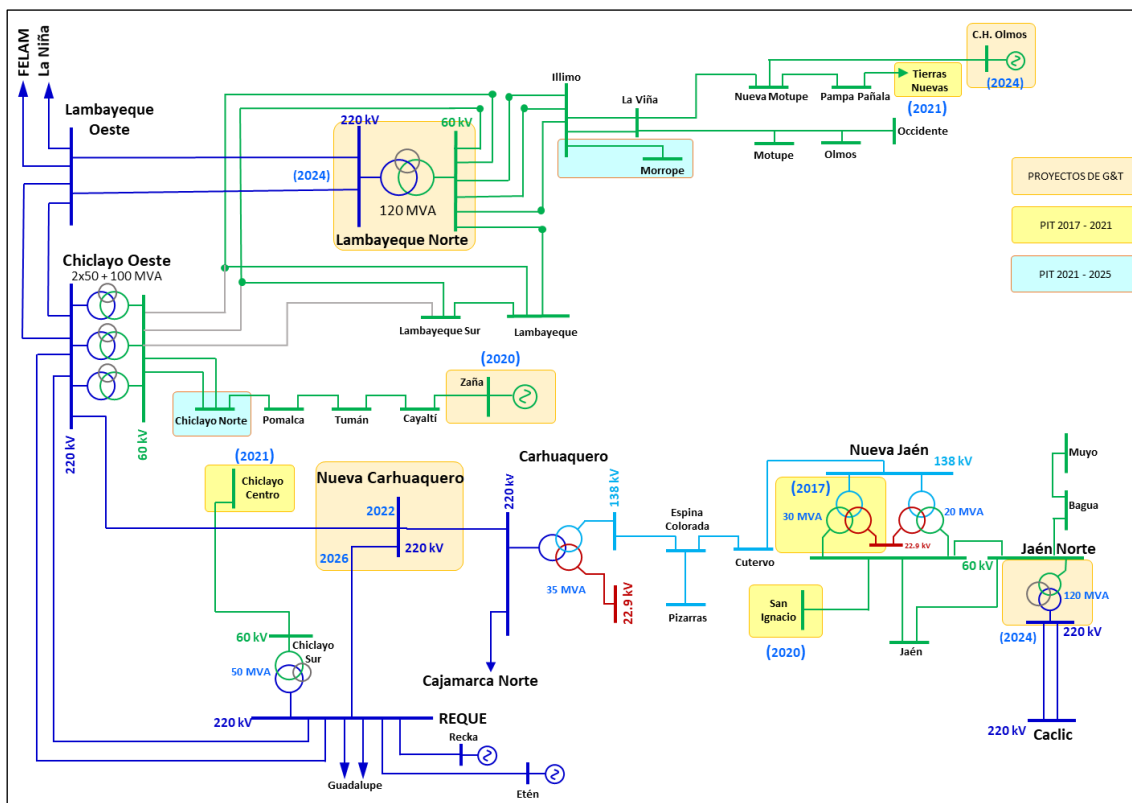 FELAM
La Niña
Lambayeque
Oeste
220 kV
60 kV
(2024)
120 MVA
Lambayeque Norte
Illimo
La Viña
Nueva Motupe
Pampa Pañala
Tierras
Nuevas
(2021)
C.H. Olmos
(2024)
Occidente
Motupe
Olmos
Morrope
PROYECTOS DE G&T
PIT 2017 - 2021
PIT 2021 - 2025
Chiclayo Oeste
2x50 + 100 MVA
220 kV
60 kV
Lambayeque Sur
Lambayeque
(2020)
Zaña
Chiclayo Norte
Pomalca
Tumán
Cayaltí
(2021)
Chiclayo
Centro
Nueva Carhuaquero
2022
2026
220 kV
Carhuaquero
220 kV
138 kV
35 MVA
22.9 kV
Cajamarca Norte
Espina
Colorada
Pizarras
Cutervo
Nueva Jaén
138 kV
(2017)
30 MVA
20 MVA
22.9 kV
60 kV
San
Ignacio
(2020)
Jaén
Muyo
Bagua
Jaén Norte
120 MVA
(2024)
220 kV
220 kV
Caclic
60 kV
Chiclayo
Sur
50 MVA
220 kV
REQUE
Recka
Guadalupe
Etén